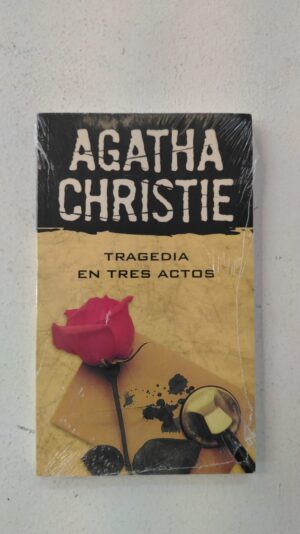 AGATHA
CHRISTIE
TRAGEDIA
EN TRES ACTOS